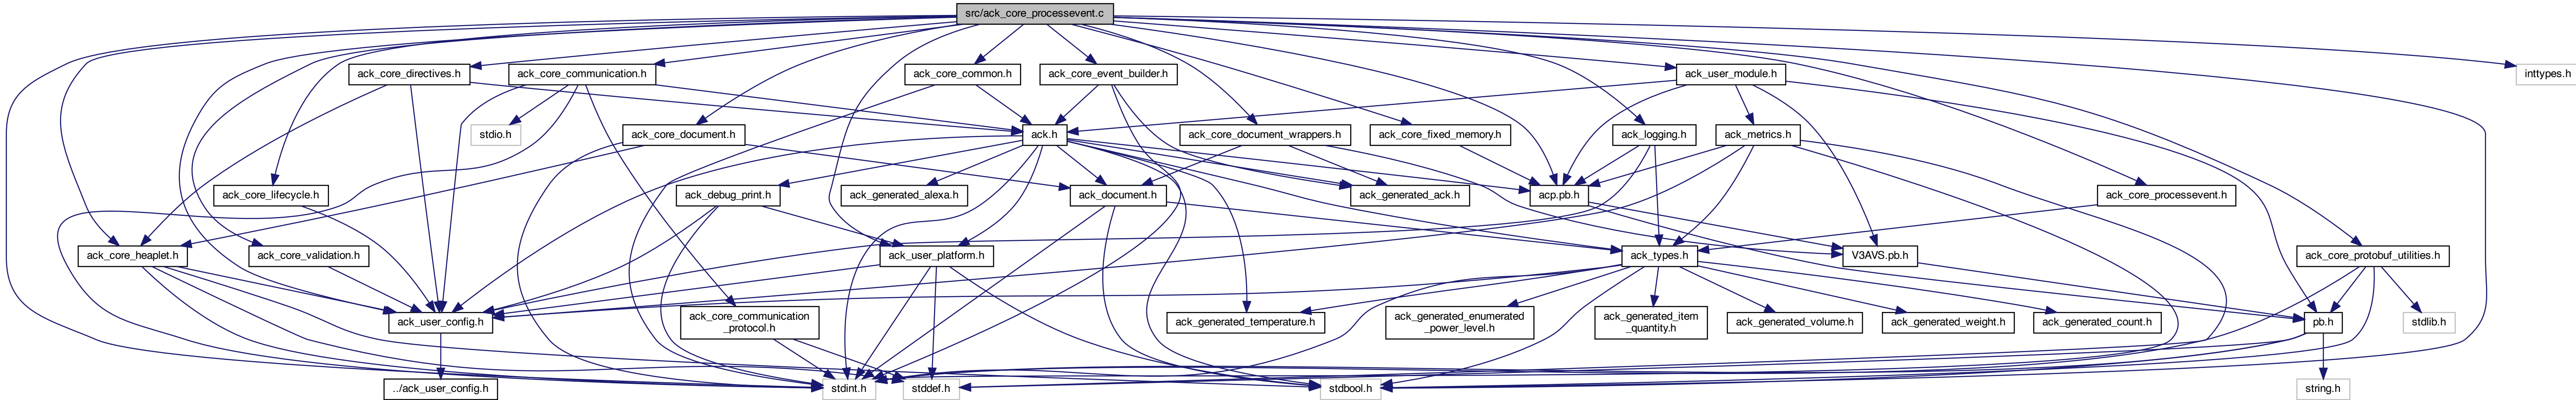 src/ack_core_processevent.c
ack_core_directives.h
ack_core_communication.h
ack_core_common.h
ack_core_event_builder.h
ack_user_module.h
inttypes.h
stdio.h
ack_core_document.h
ack.h
ack_core_document_wrappers.h
ack_core_fixed_memory.h
ack_logging.h
ack_metrics.h
ack_core_lifecycle.h
ack_debug_print.h
ack_generated_alexa.h
ack_document.h
ack_generated_ack.h
acp.pb.h
ack_core_processevent.h
ack_core_heaplet.h
ack_core_validation.h
ack_user_platform.h
ack_types.h
V3AVS.pb.h
ack_core_protobuf_utilities.h
ack_user_config.h
ack_core_communication
_protocol.h
ack_generated_temperature.h
ack_generated_enumerated
_power_level.h
ack_generated_item
_quantity.h
ack_generated_volume.h
ack_generated_weight.h
ack_generated_count.h
pb.h
stdlib.h
../ack_user_config.h
stdint.h
stddef.h
stdbool.h
string.h